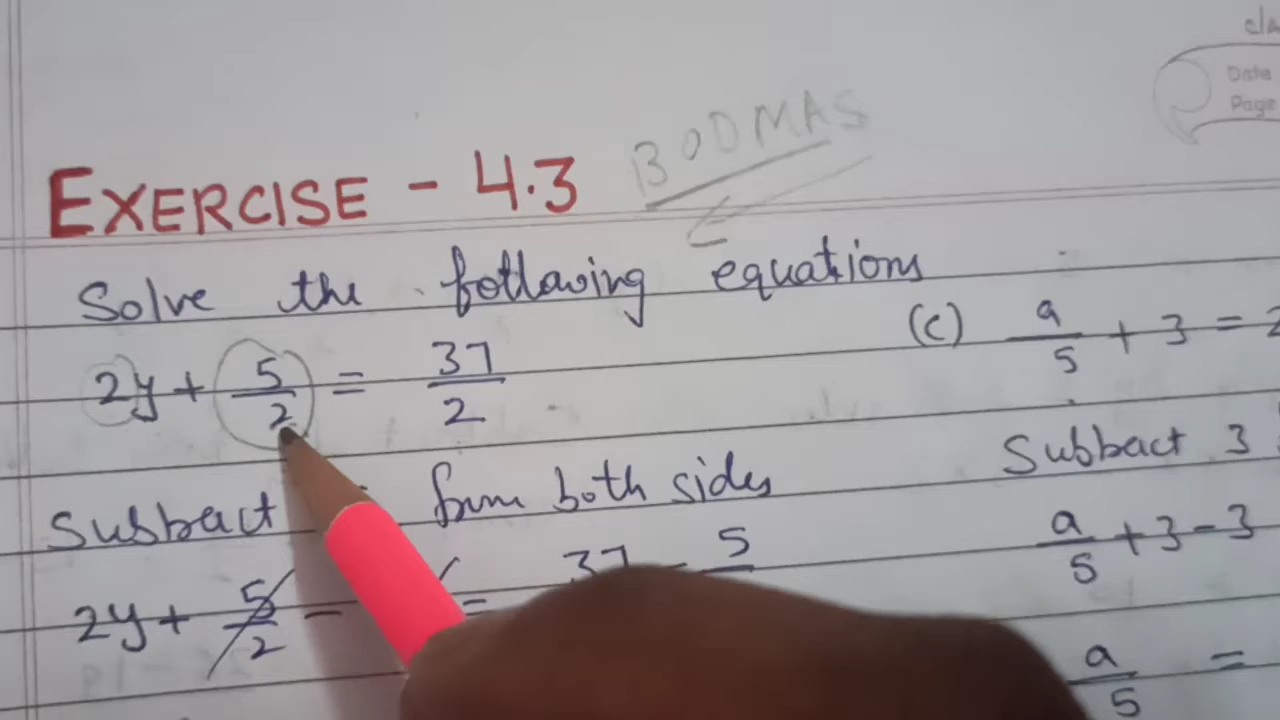 cla
Date
Page
EXERCISE - 4.3 BODMAS
Solve the following equations
2y + 5/2 = 37/2
Subtract from both sides
2y + 5/2 - = 37 - 5
(c) a/5 + 3 =
Subtract 3
a/5 + 3 - 3
a/5 =